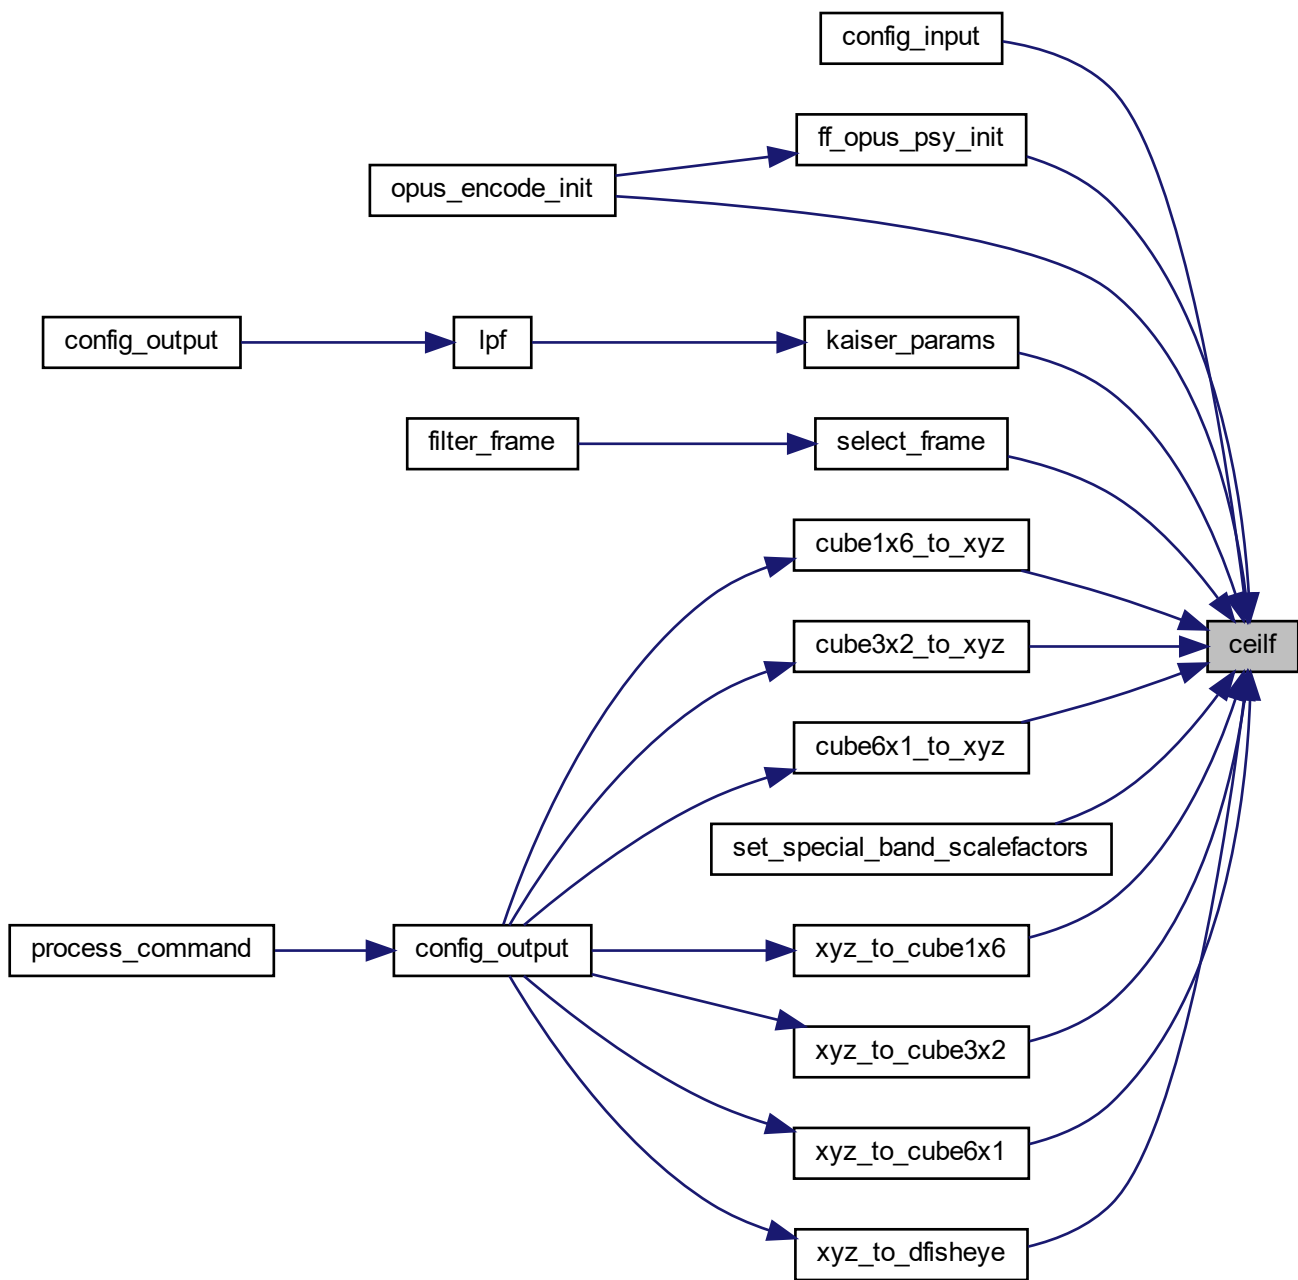 config_input
ff_opus_psy_init
opus_encode_init
config_output
lpf
kaiser_params
filter_frame
select_frame
cube1x6_to_xyz
cube3x2_to_xyz
ceilf
cube6x1_to_xyz
set_special_band_scalefactors
process_command
config_output
xyz_to_cube1x6
xyz_to_cube3x2
xyz_to_cube6x1
xyz_to_dfisheye